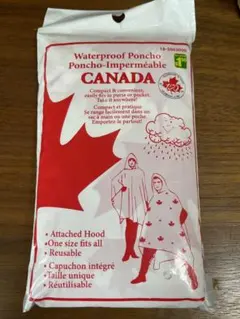 Waterproof Poncho
Poncho-Imperméable
CANADA
Compact & convenient,
easily fits in purse or pocket.
Take it anywhere!
Compact et pratique
Se range facilement dans un
sac à main ou une poche.
Emportez le partout!
• Attached Hood
• One size fits all
• Reusable
• Capuchon intégré
• Taille unique
• Réutilisable